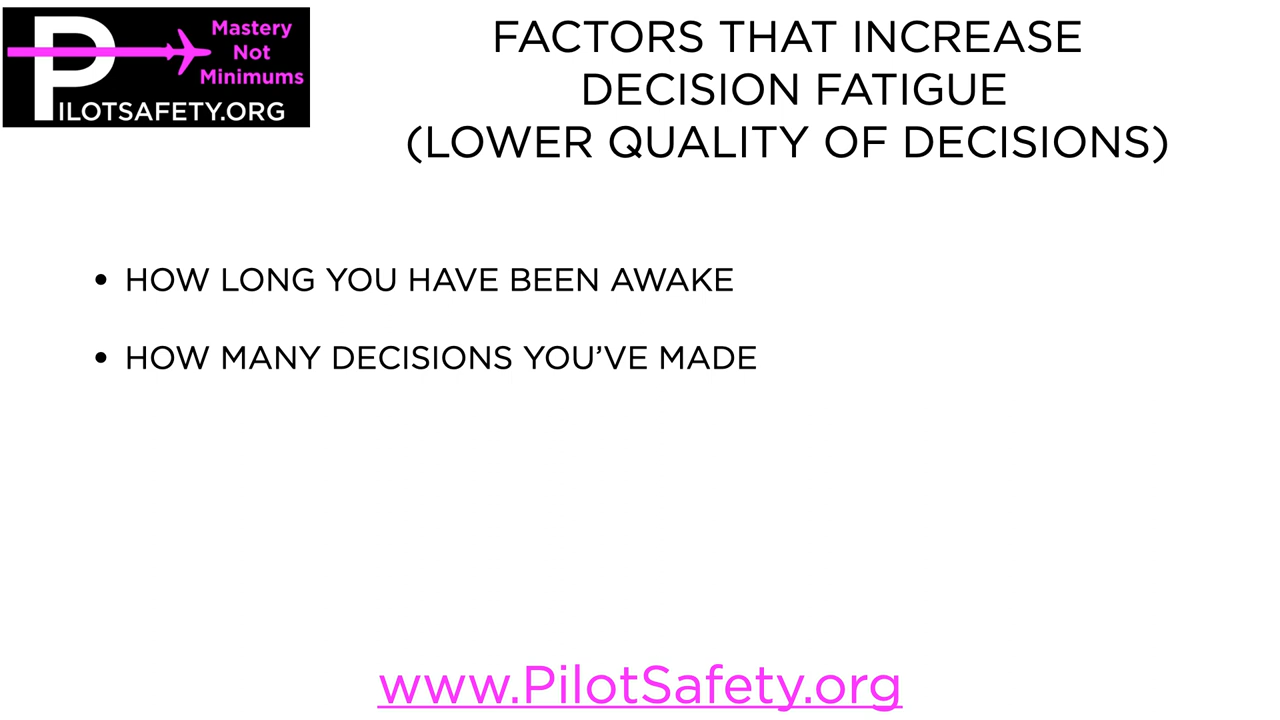 Mastery
Not
Minimums
PILOTSAFETY.ORG
FACTORS THAT INCREASE
DECISION FATIGUE
(LOWER QUALITY OF DECISIONS)
• HOW LONG YOU HAVE BEEN AWAKE
• HOW MANY DECISIONS YOU’VE MADE
www.PilotSafety.org